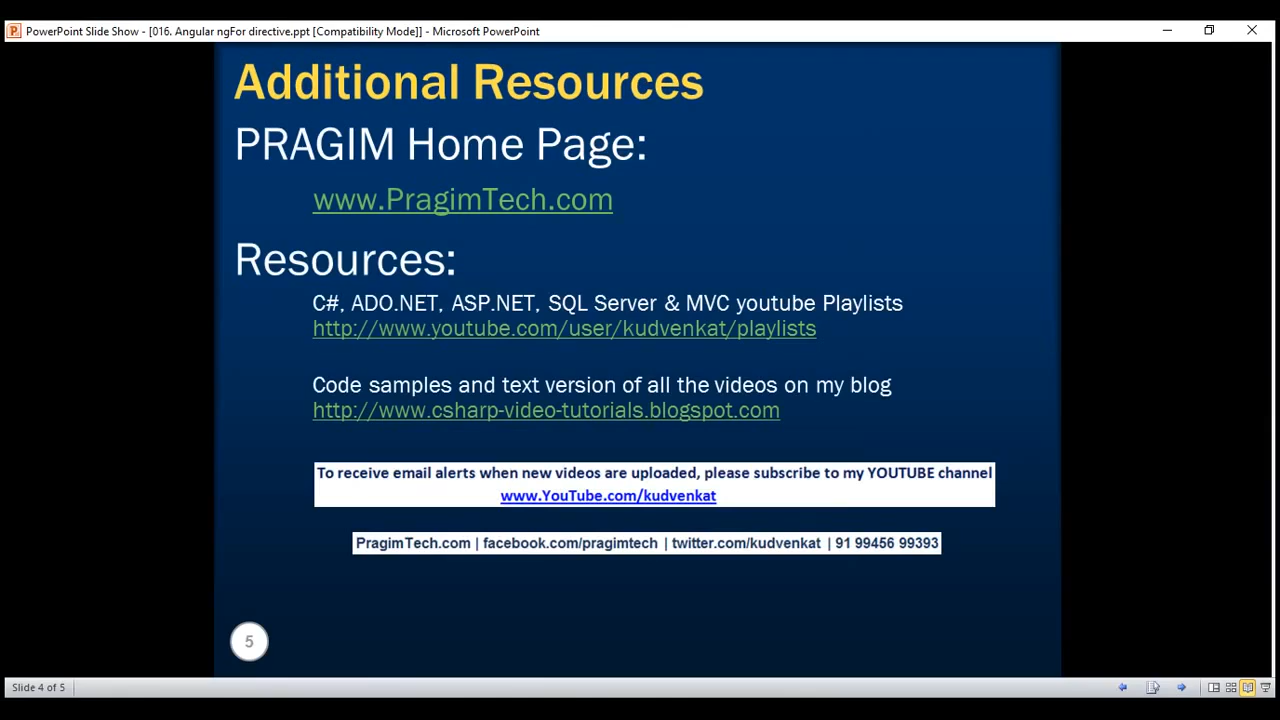 PowerPoint Slide Show - [016. Angular ngFor directive.ppt [Compatibility Mode]] - Microsoft PowerPoint
Additional Resources
PRAGIM Home Page:
www.PragimTech.com
Resources:
C#, ADO.NET, ASP.NET, SQL Server & MVC youtube Playlists
http://www.youtube.com/user/kudvenkat/playlists
Code samples and text version of all the videos on my blog
http://www.csharp-video-tutorials.blogspot.com
To receive email alerts when new videos are uploaded, please subscribe to my YOUTUBE channel
www.YouTube.com/kudvenkat
PragimTech.com | facebook.com/pragimtech | twitter.com/kudvenkat | 91 99456 99393
5
Slide 4 of 5